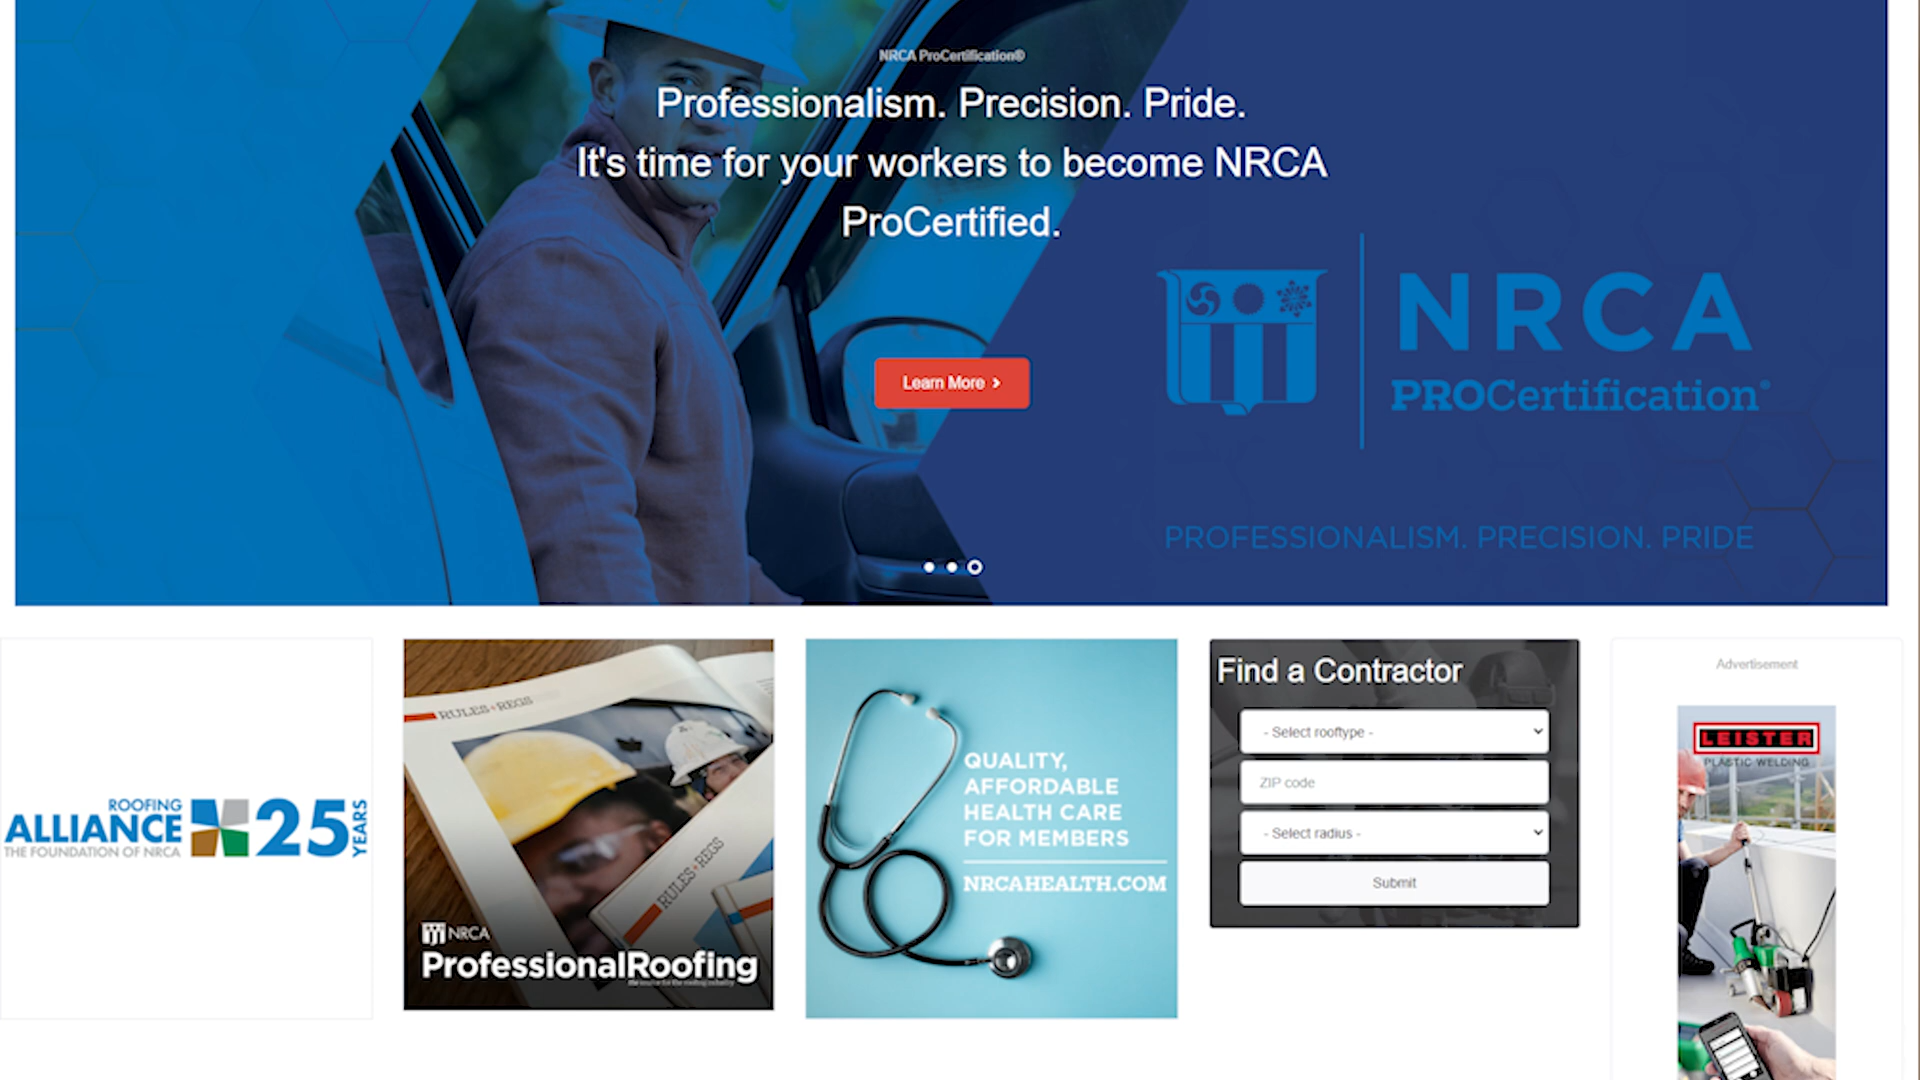 NRCA ProCertification®
Professionalism. Precision. Pride.
It's time for your workers to become NRCA
ProCertified.
Learn More
NRCA
PROCertification®
PROFESSIONALISM. PRECISION. PRIDE
ROOFING
ALLIANCE
THE FOUNDATION OF NRCA
25
YEARS
RULES+REGS
RULES+REGS
NRCA
ProfessionalRoofing
QUALITY,
AFFORDABLE
HEALTH CARE
FOR MEMBERS
NRCAHEALTH.COM
Find a Contractor
- Select rooftype -
ZIP code
- Select radius -
Submit
Advertisement
LEISTER
PLASTIC WELDING